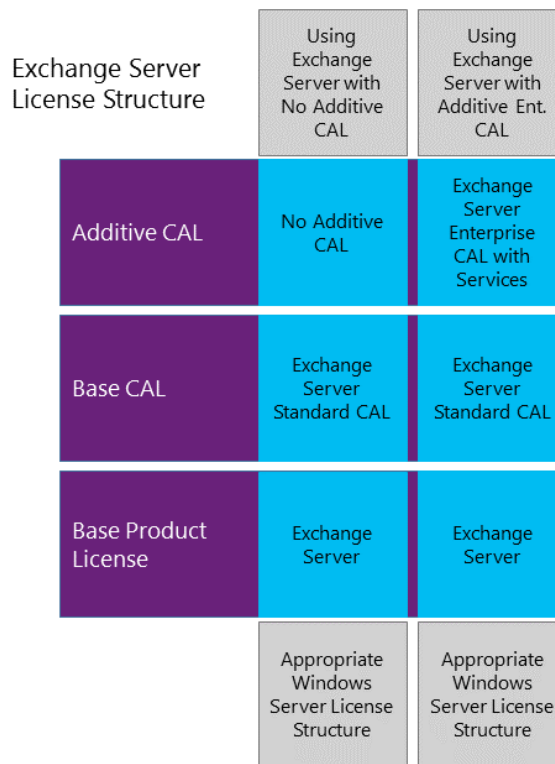 Exchange Server
License Structure
Using
Exchange
Server with
No Additive
CAL
Using
Exchange
Server with
Additive Ent.
CAL
Additive CAL
No Additive
CAL
Exchange
Server
Enterprise
CAL with
Services
Base CAL
Exchange
Server
Standard CAL
Exchange
Server
Standard CAL
Base Product
License
Exchange
Server
Exchange
Server
Appropriate
Windows
Server License
Structure
Appropriate
Windows
Server License
Structure